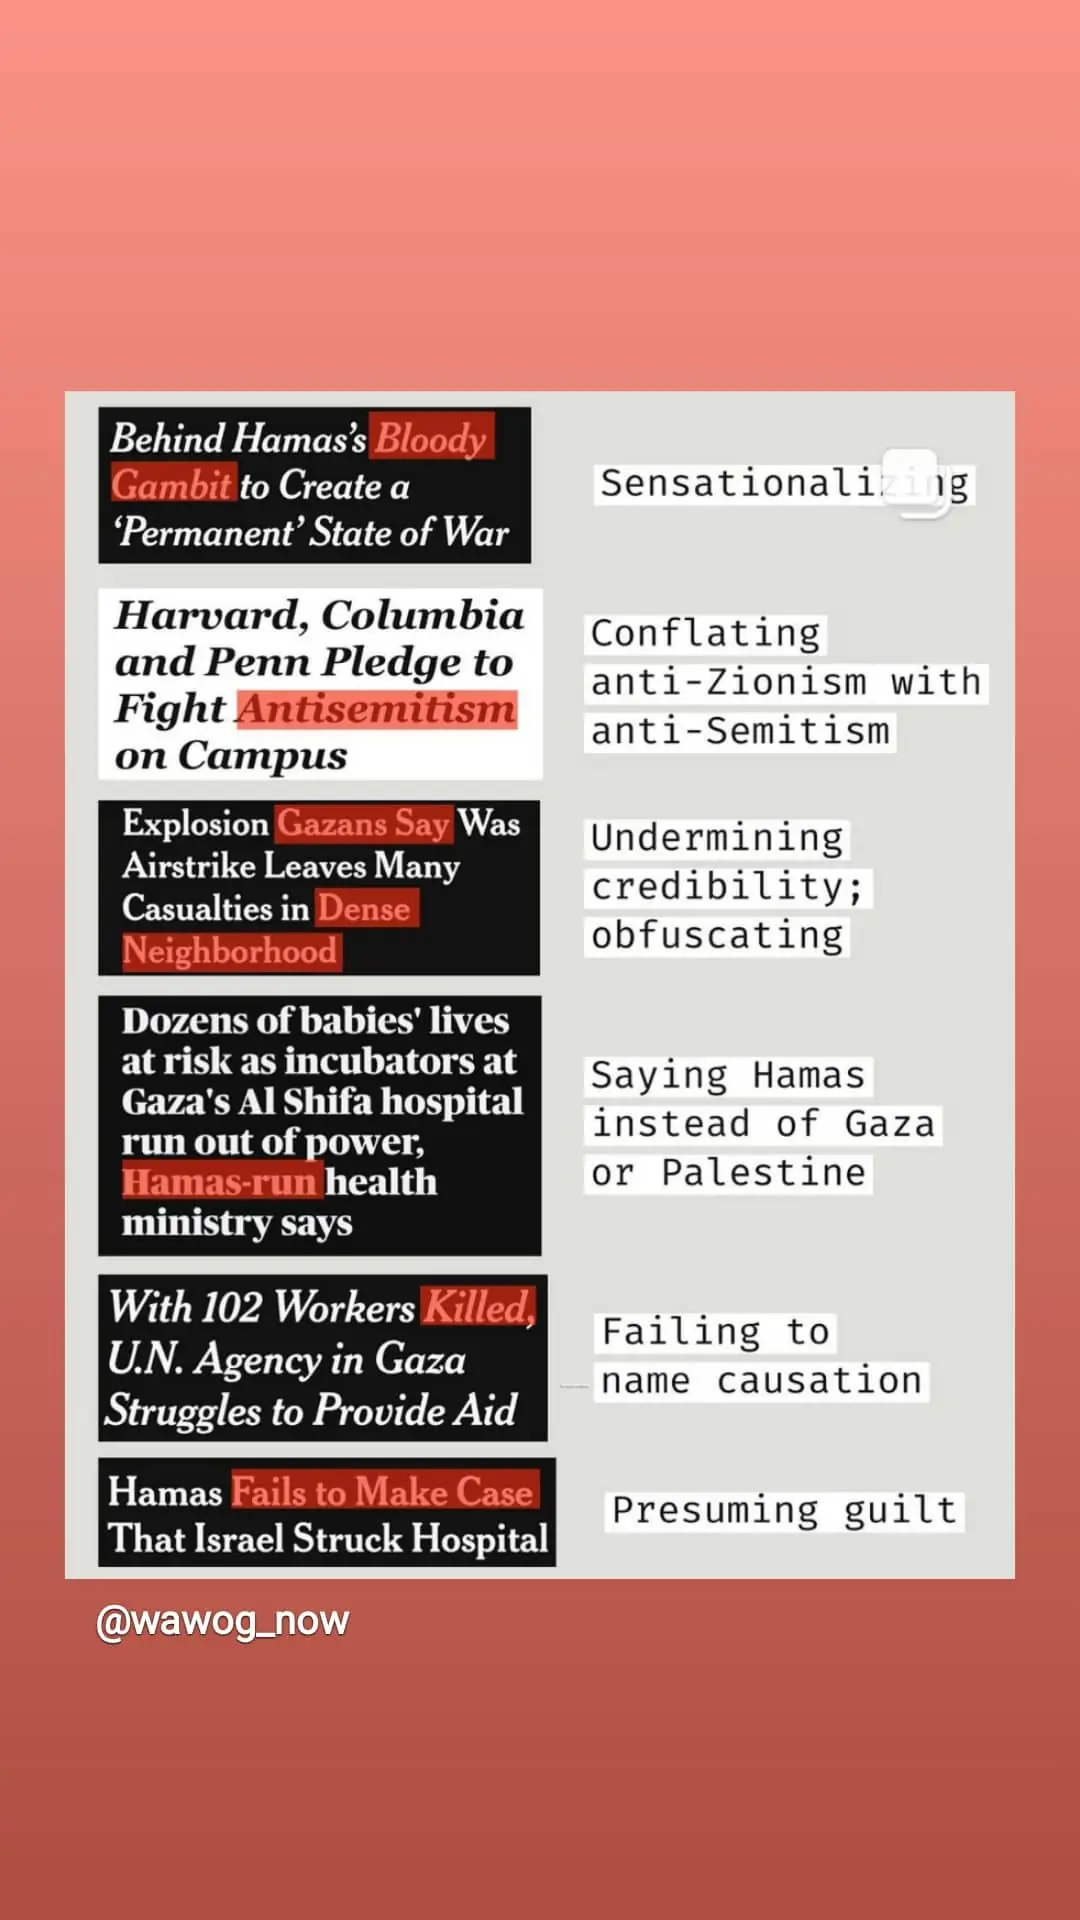 Behind Hamas's Bloody
Gambit to Create a
'Permanent' State of War
Sensationalizing
Harvard, Columbia
and Penn Pledge to
Fight Antisemitism
on Campus
Conflating
anti-Zionism with
anti-Semitism
Explosion Gazans Say Was
Airstrike Leaves Many
Casualties in Dense
Neighborhood
Undermining
credibility;
obfuscating
Dozens of babies' lives
at risk as incubators at
Gaza's Al Shifa hospital
run out of power,
Hamas-run health
ministry says
Saying Hamas
instead of Gaza
or Palestine
With 102 Workers Killed,
U.N. Agency in Gaza
Struggles to Provide Aid
Failing to
name causation
Hamas Fails to Make Case
That Israel Struck Hospital
Presuming guilt
@wawog_now